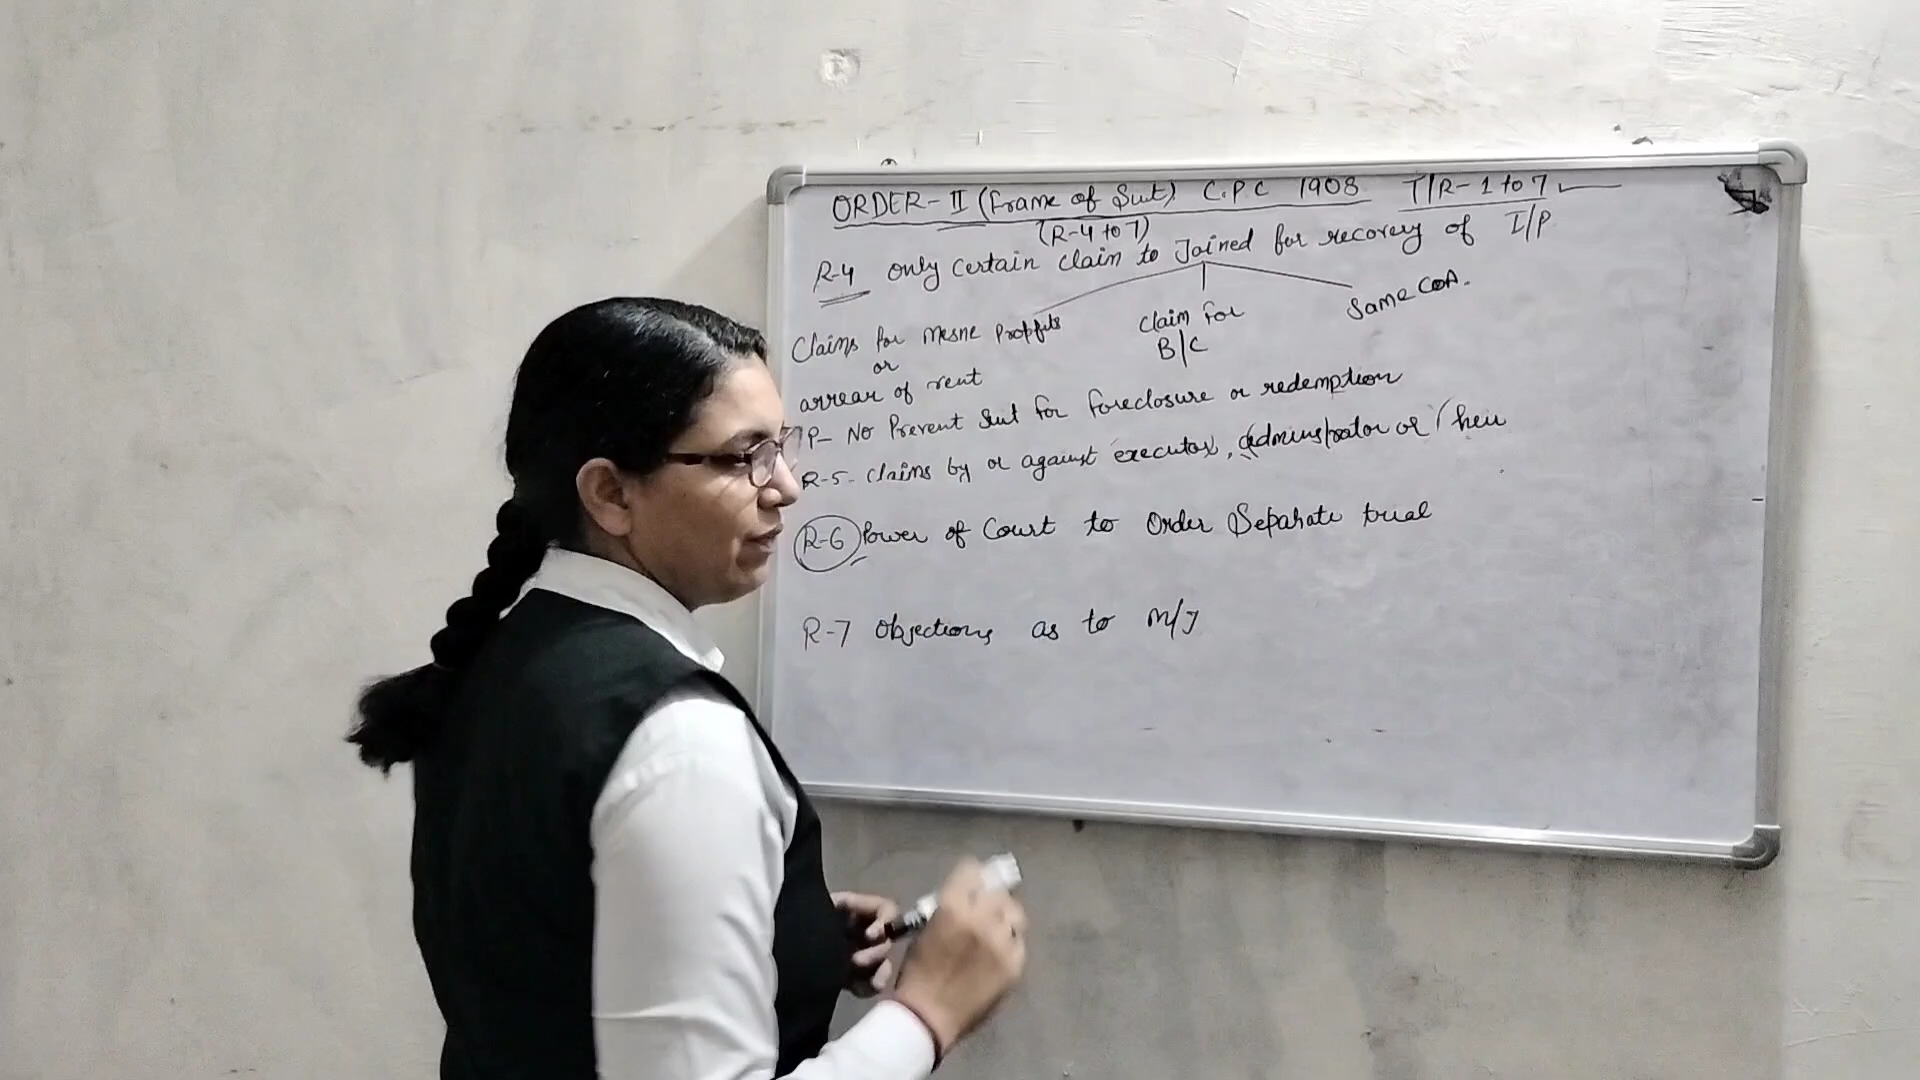 ORDER-II (Frame of Suit) C.P.C 1908 T/R-1 to 7
(R-4 to 7)
R-4 only certain claim to Joined for recovery of I/P
Claims for mesne Profits
or
arrear of rent
Claim for
B/C
Same COA.
P- No Prevent Suit for foreclosure or redemption
R-5- Claims by or against executor, administrator or heir
R-6 Power of Court to Order Separate trial
R-7 Objections as to M/J